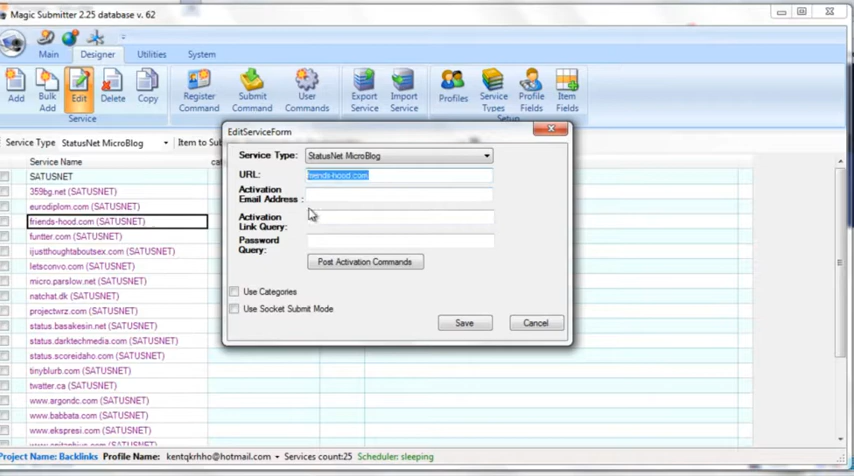 Magic Submitter 2.25 database v. 62
Main Designer Utilities System
Add Bulk Add Edit Delete Copy Register Command Submit Command User Commands Export Service Import Service Profiles Service Types Profile Fields Item Fields
Service Setup
Service Type StatusNet MicroBlog Item to Su
Service Name cat
SATUSNET
359bg.net (SATUSNET)
eurodiplom.com (SATUSNET)
friends-hood.com (SATUSNET)
funtter.com (SATUSNET)
ijustthoughtaboutsex.com (SATUSNET)
letsconvo.com (SATUSNET)
micro.parslow.net (SATUSNET)
natchat.dk (SATUSNET)
projectwrz.com (SATUSNET)
status.basakesin.net (SATUSNET)
status.darktechmedia.com (SATUSNET)
status.scoreidaho.com (SATUSNET)
tinyblurb.com (SATUSNET)
twatter.ca (SATUSNET)
www.argondc.com (SATUSNET)
www.babbata.com (SATUSNET)
www.ekspresi.com (SATUSNET)
EditServiceForm
Service Type: StatusNet MicroBlog
URL: friends-hood.com
Activation Email Address :
Activation Link Query:
Password Query:
Post Activation Commands
Use Categories
Use Socket Submit Mode
Save Cancel
Project Name: Backlinks Profile Name: kentqkrhho@hotmail.com Services count:25 Scheduler: sleeping